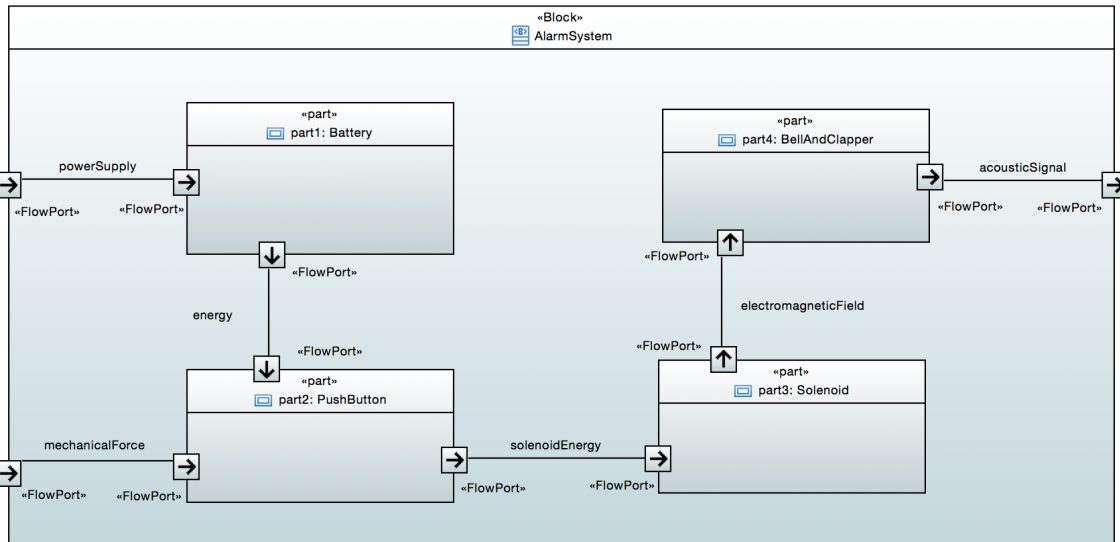 «Block»
AlarmSystem
«part»
part1: Battery
«part»
part4: BellAndClapper
powerSupply
acousticSignal
«FlowPort»
«FlowPort»
«FlowPort»
«FlowPort»
«FlowPort»
«FlowPort»
energy
electromagneticField
«FlowPort»
«FlowPort»
«part»
part2: PushButton
«part»
part3: Solenoid
mechanicalForce
solenoidEnergy
«FlowPort»
«FlowPort»
«FlowPort»
«FlowPort»